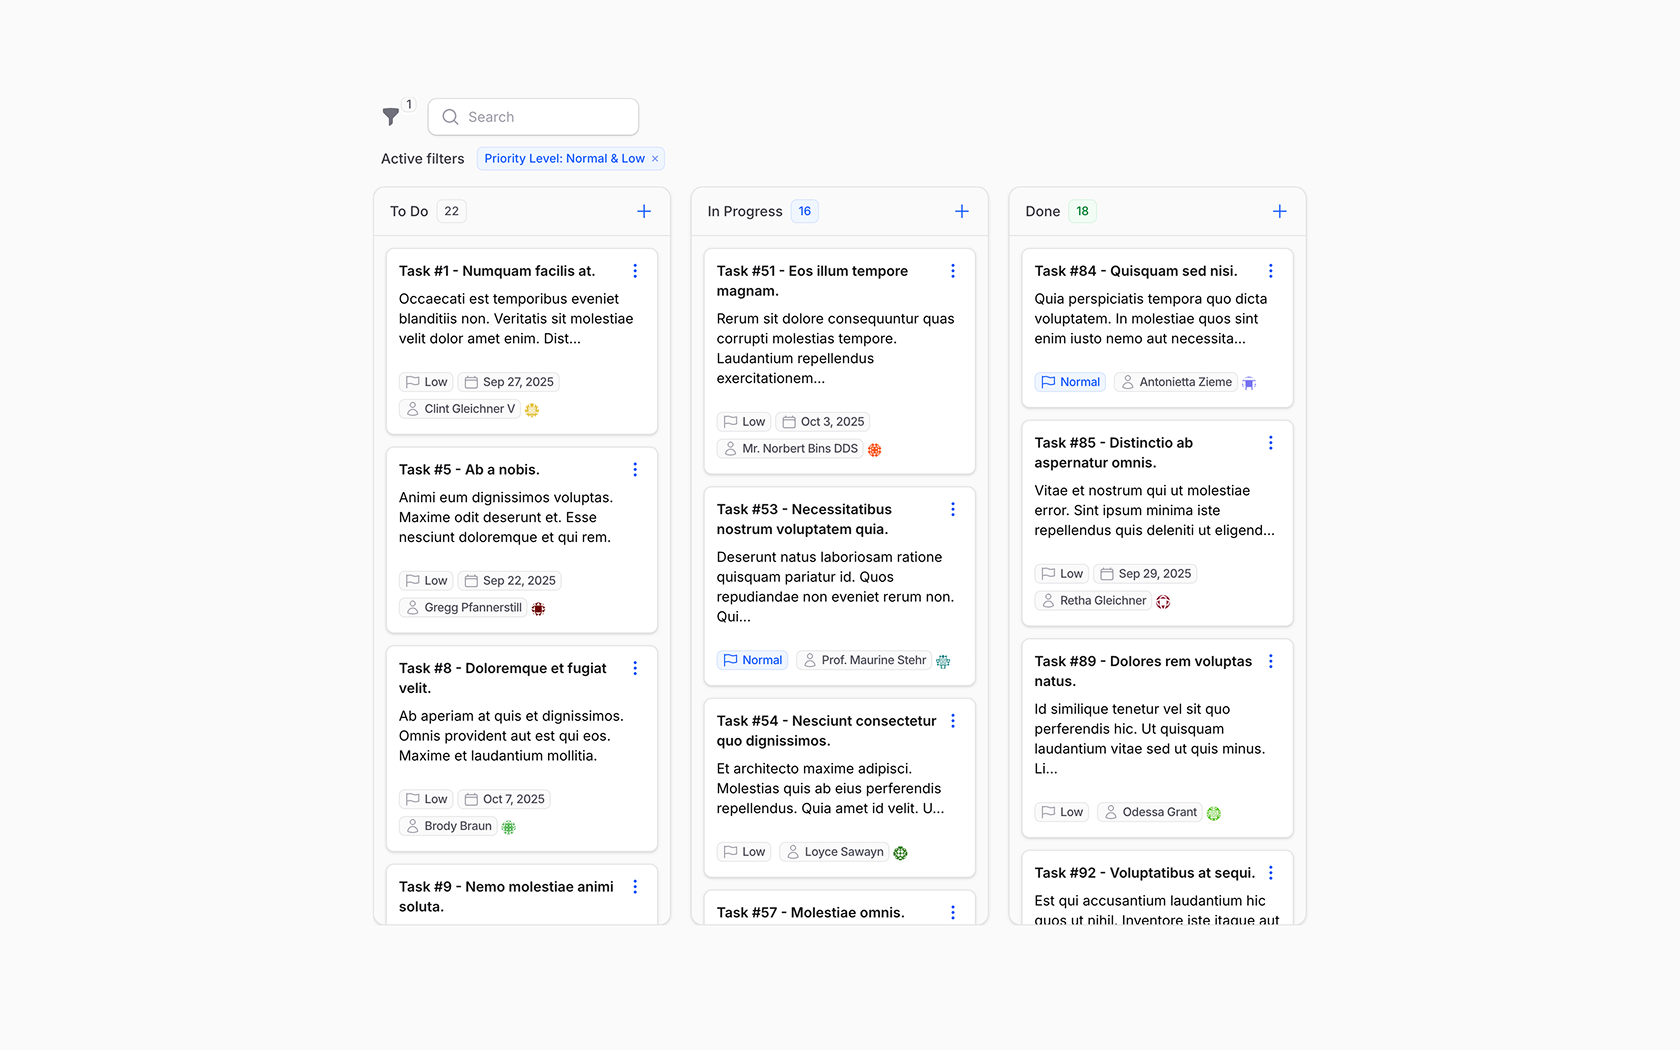 1
Search
Active filters
Priority Level: Normal & Low ×
To Do 22
Task #1 - Numquam facilis at.
Occaecati est temporibus eveniet
blanditiis non. Veritatis sit molestiae
velit dolor amet enim. Dist...
Low Sep 27, 2025
Clint Gleichner V
Task #5 - Ab a nobis.
Animi eum dignissimos voluptas.
Maxime odit deserunt et. Esse
nesciunt doloremque et qui rem.
Low Sep 22, 2025
Gregg Pfannerstill
Task #8 - Doloremque et fugiat
velit.
Ab aperiam at quis et dignissimos.
Omnis provident aut est qui eos.
Maxime et laudantium mollitia.
Low Oct 7, 2025
Brody Braun
Task #9 - Nemo molestiae animi
soluta.
In Progress 16
Task #51 - Eos illum tempore
magnam.
Rerum sit dolore consequuntur quas
corrupti molestias tempore.
Laudantium repellendus
exercitationem...
Low Oct 3, 2025
Mr. Norbert Bins DDS
Task #53 - Necessitatibus
nostrum voluptatem quia.
Deserunt natus laboriosam ratione
quisquam pariatur id. Quos
repudiandae non eveniet rerum non.
Qui...
Normal Prof. Maurine Stehr
Task #54 - Nesciunt consectetur
quo dignissimos.
Et architecto maxime adipisci.
Molestias quis ab eius perferendis
repellendus. Quia amet id velit. U...
Low Loyce Sawayn
Task #57 - Molestiae omnis.
Done 18
Task #84 - Quisquam sed nisi.
Quia perspiciatis tempora quo dicta
voluptatem. In molestiae quos sint
enim iusto nemo aut necessita...
Normal Antonietta Zieme
Task #85 - Distinctio ab
aspernatur omnis.
Vitae et nostrum qui ut molestiae
error. Sint ipsum minima iste
repellendus quis deleniti ut eligend...
Low Sep 29, 2025
Retha Gleichner
Task #89 - Dolores rem voluptas
natus.
Id similique tenetur vel sit quo
perferendis hic. Ut quisquam
laudantium vitae sed ut quis minus.
Li...
Low Odessa Grant
Task #92 - Voluptatibus at sequi.
Est qui accusantium laudantium hic
quos ut nihil. Inventore iste itaque aut